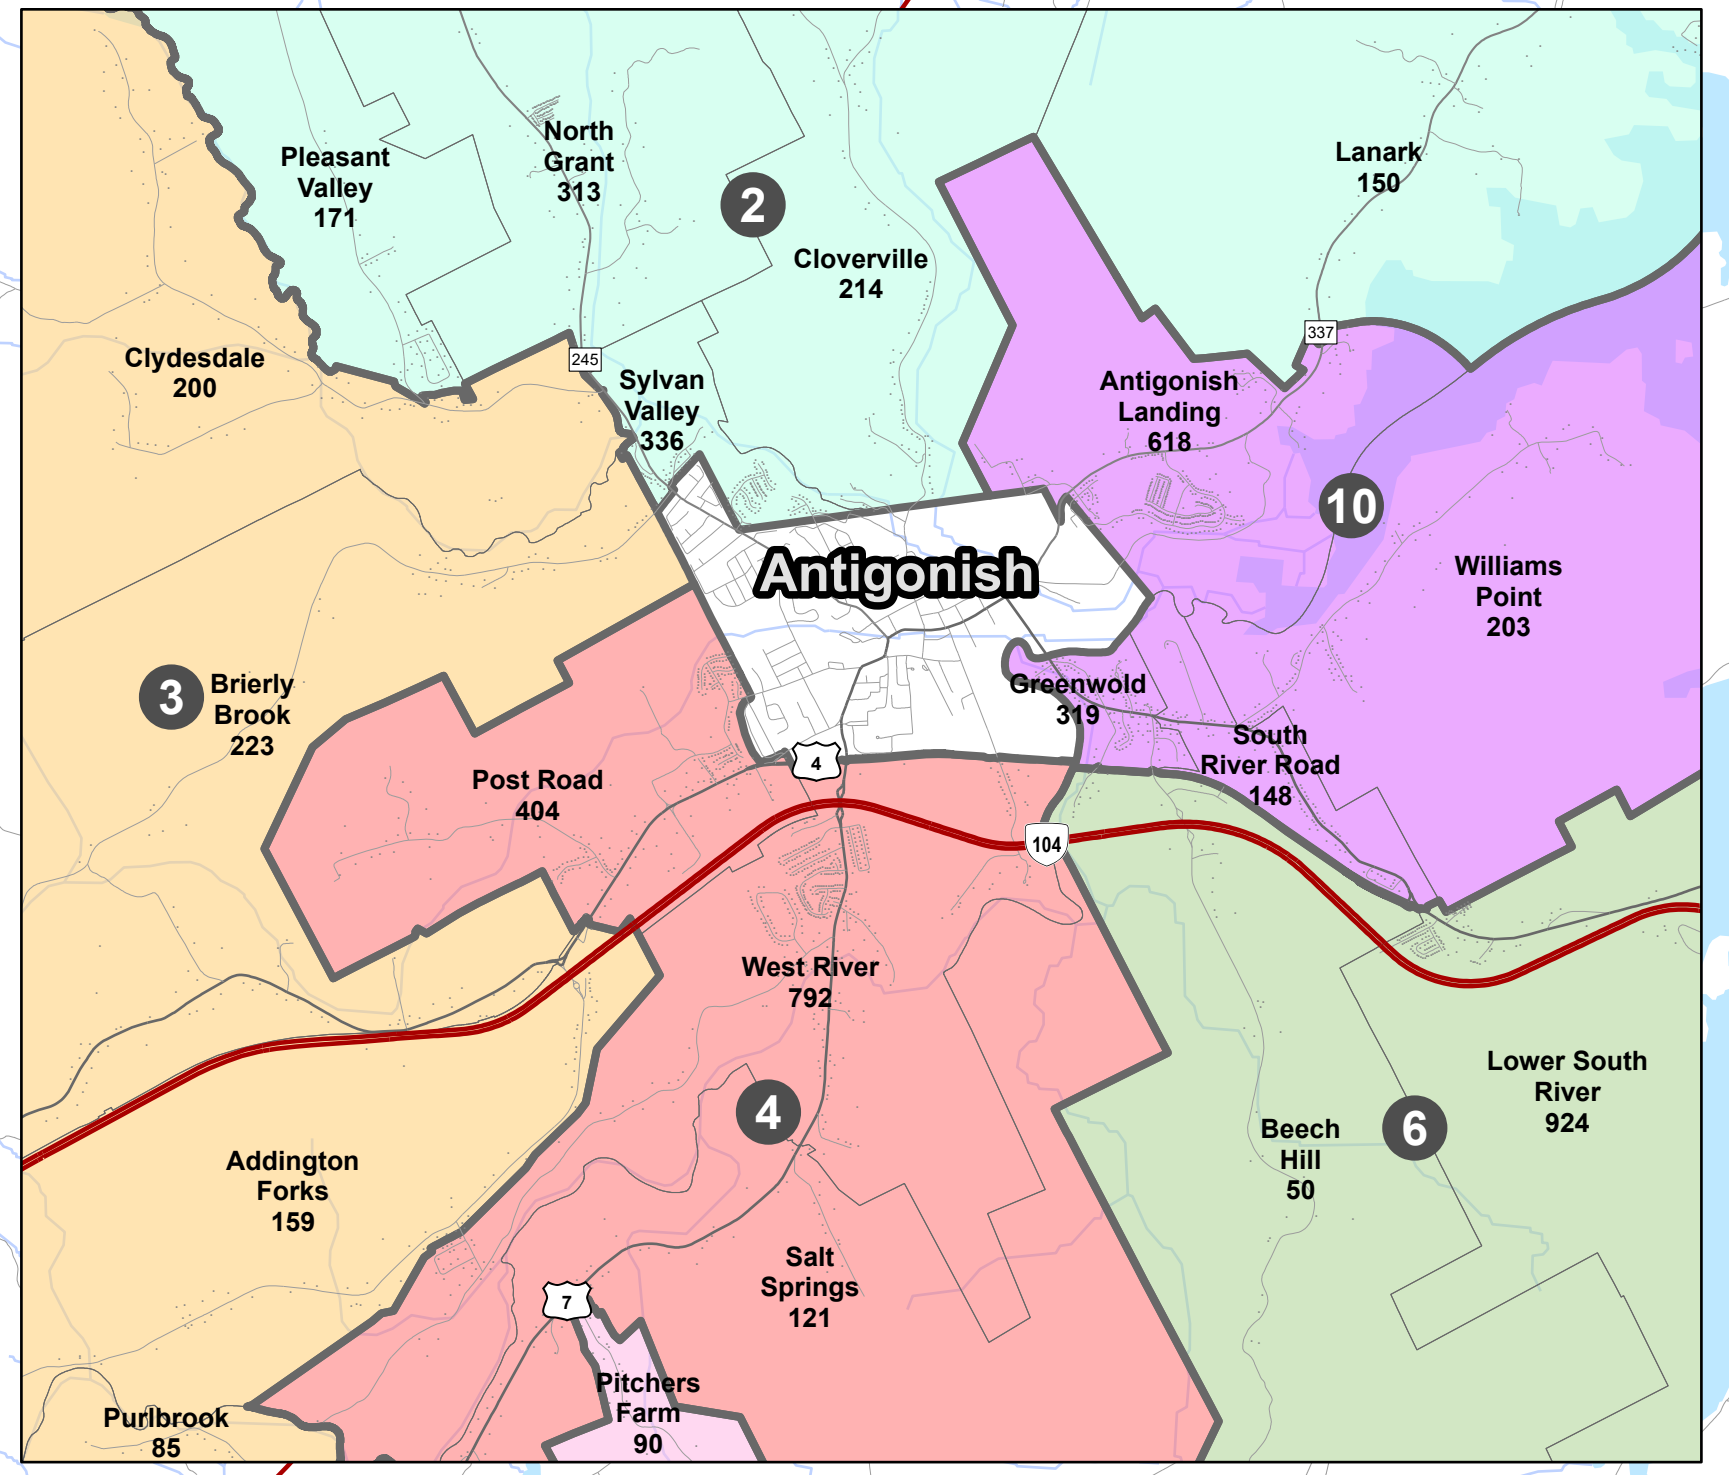 North
Grant
313
Pleasant
Valley
171
Lanark
150
2
Cloverville
214
337
245
Clydesdale
200
Sylvan
Valley
336
Antigonish
Landing
618
10
Antigonish
Williams
Point
203
3
Brierly
Brook
223
Greenwold
319
South
River Road
148
4
Post Road
404
104
West River
792
4
6
Lower South
River
924
Beech
Hill
50
Addington
Forks
159
Salt
Springs
121
7
Pitchers
Farm
90
Purlbrook
85